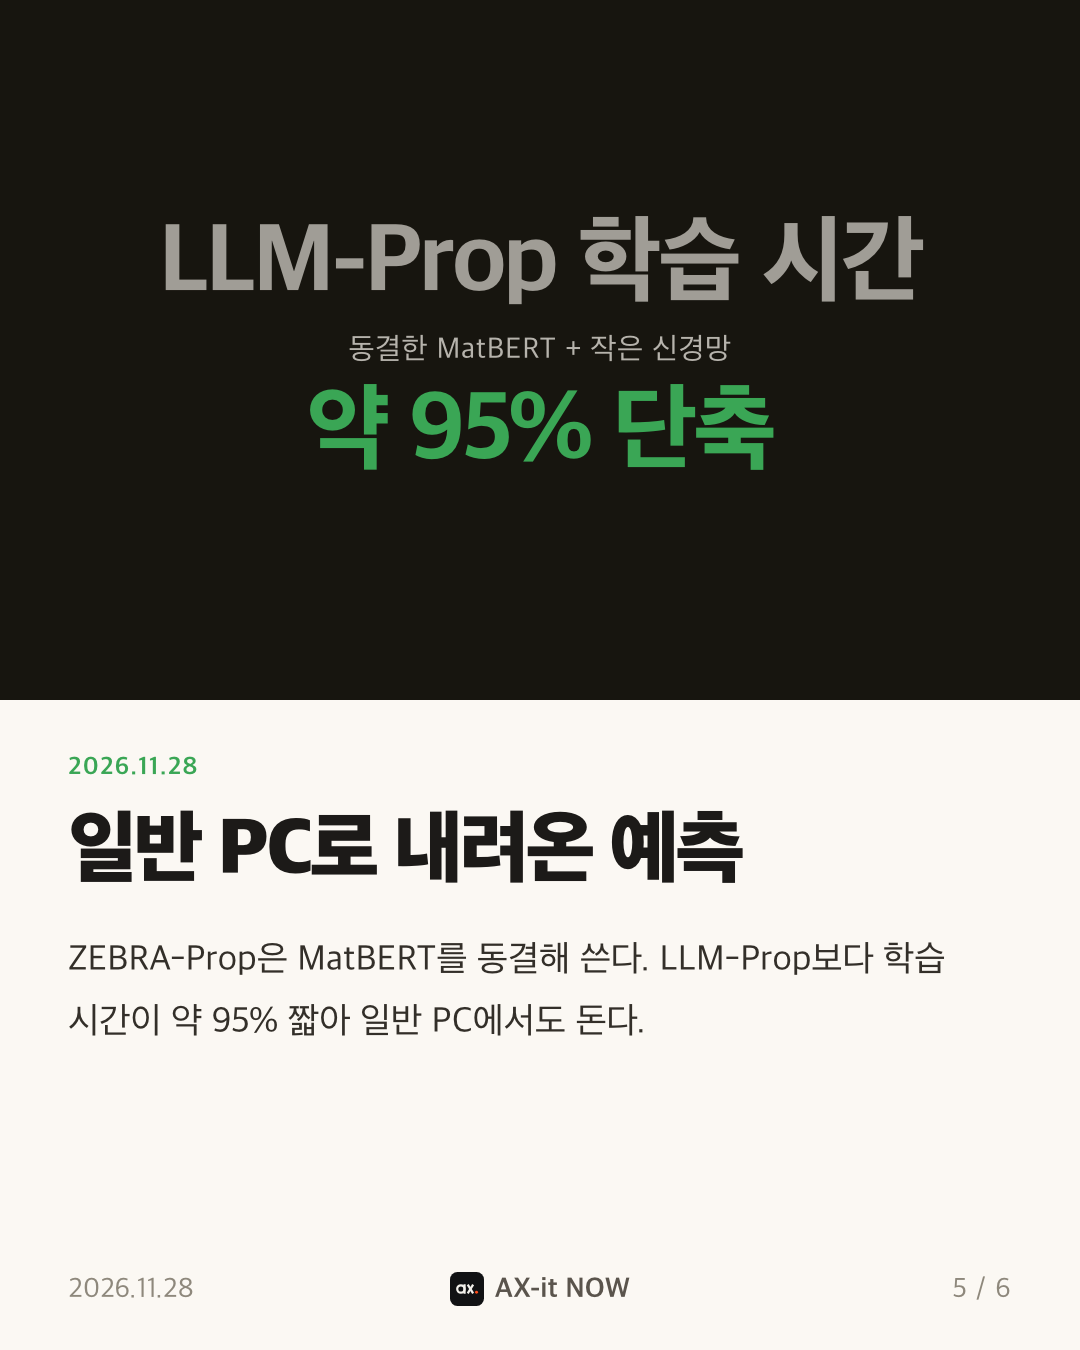 LLM-Prop 학습 시간
동결한 MatBERT + 작은 신경망
약 95% 단축
2026.11.28
일반 PC로 내려온 예측
ZEBRA-Prop은 MatBERT를 동결해 쓴다. LLM-Prop보다 학습
시간이 약 95% 짧아 일반 PC에서도 돈다.
2026.11.28
ax. AX-it NOW
5 / 6